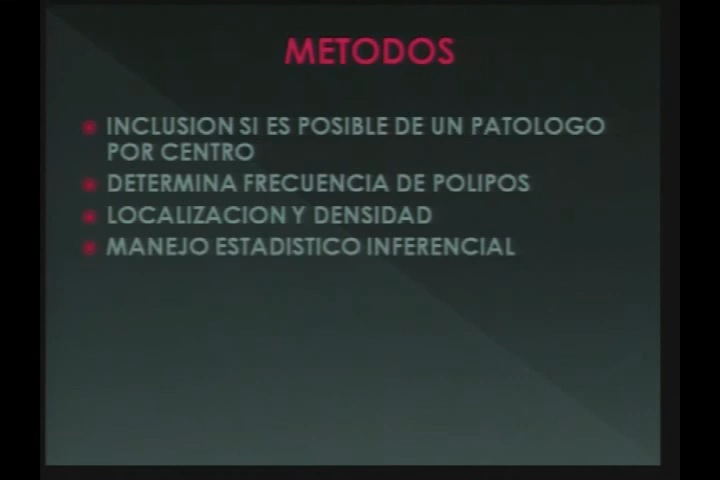 METODOS
INCLUSION SI ES POSIBLE DE UN PATOLOGO
POR CENTRO
DETERMINA FRECUENCIA DE POLIPOS
LOCALIZACION Y DENSIDAD
MANEJO ESTADISTICO INFERENCIAL